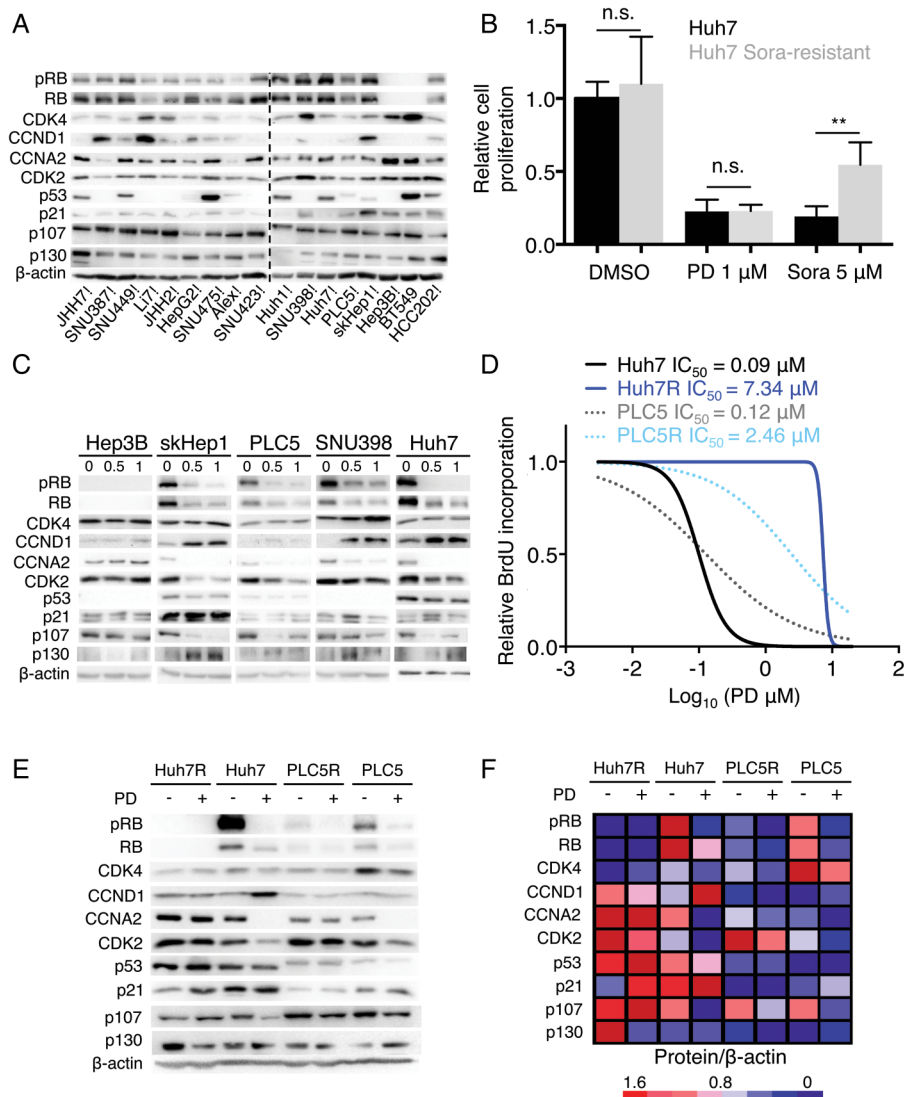 A
pRB
RB
CDK4
CCND1
CCNA2
CDK2
p53
p21
p107
p130
β-actin
JHH7! SNU387! SNU449! Li7! JHH2! HepG2! SNU475! Alex! SNU423! Huh1! SNU398! Huh7! PLC5! skHep1! Hep3B! BT549 HCC202!
B
Relative cell proliferation
1.5
1.0
0.5
0.0
n.s.
n.s.
**
Huh7
Huh7 Sora-resistant
DMSO PD 1 µM Sora 5 µM
C
Hep3B skHep1 PLC5 SNU398 Huh7
0 0.5 1 0 0.5 1 0 0.5 1 0 0.5 1 0 0.5 1
pRB
RB
CDK4
CCND1
CCNA2
CDK2
p53
p21
p107
p130
β-actin
D
Huh7 IC50 = 0.09 µM
Huh7R IC50 = 7.34 µM
PLC5 IC50 = 0.12 µM
PLC5R IC50 = 2.46 µM
Relative BrdU incorporation
1.0
0.5
0.0
-3 -2 -1 0 1 2
Log10 (PD µM)
E
Huh7R Huh7 PLC5R PLC5
PD - + - + - + - +
pRB
RB
CDK4
CCND1
CCNA2
CDK2
p53
p21
p107
p130
β-actin
F
Huh7R Huh7 PLC5R PLC5
PD - + - + - + - +
pRB
RB
CDK4
CCND1
CCNA2
CDK2
p53
p21
p107
p130
Protein/β-actin
1.6 0.8 0